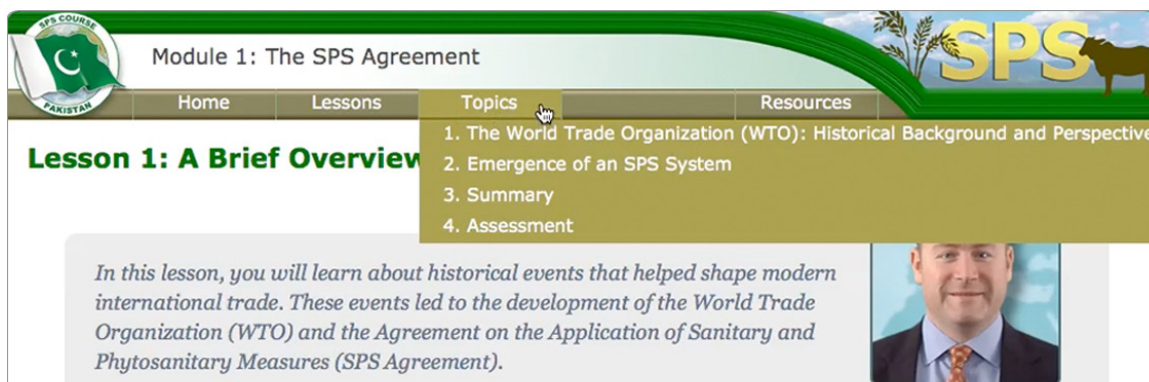 SPS COURSE
PAKISTAN
Module 1: The SPS Agreement
SPS
Home Lessons Topics Resources
1. The World Trade Organization (WTO): Historical Background and Perspective
2. Emergence of an SPS System
3. Summary
4. Assessment
Lesson 1: A Brief Overview
In this lesson, you will learn about historical events that helped shape modern
international trade. These events led to the development of the World Trade
Organization (WTO) and the Agreement on the Application of Sanitary and
Phytosanitary Measures (SPS Agreement).